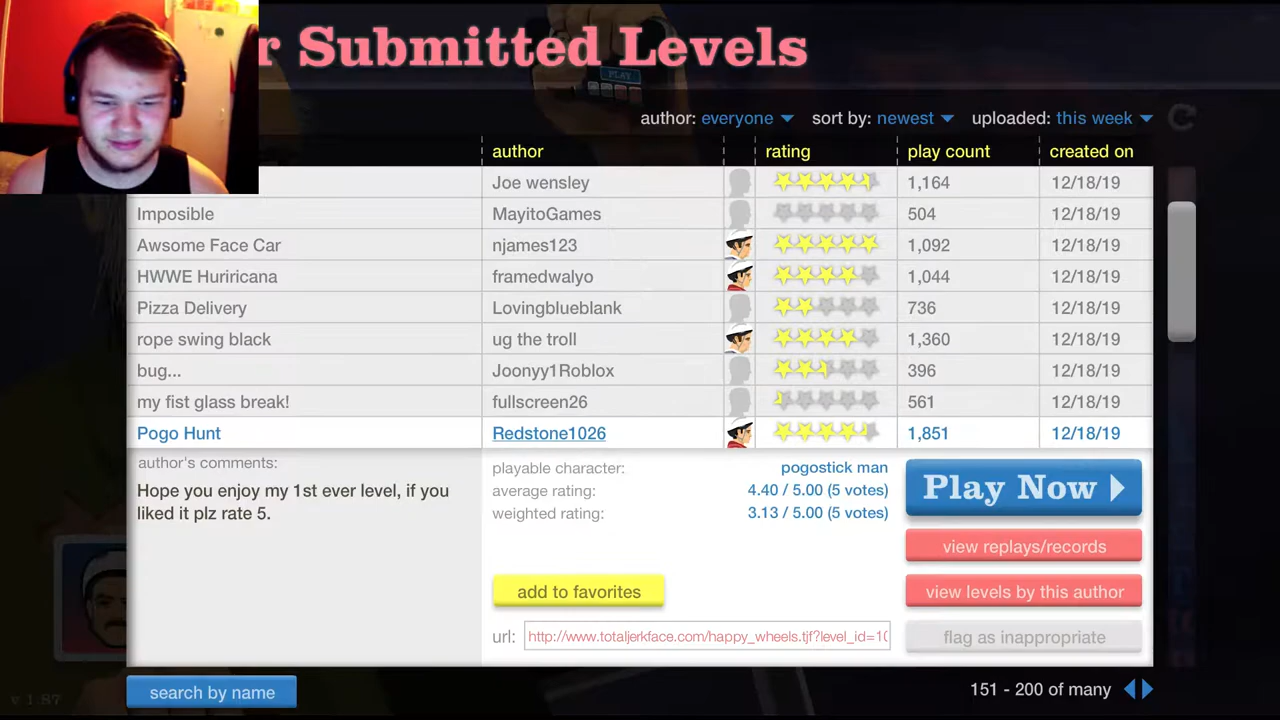 r Submitted Levels
PLAY
author: everyone sort by: newest uploaded: this week
author rating play count created on
Joe wensley 1,164 12/18/19
Imposible MayitoGames 504 12/18/19
Awsome Face Car njames123 1,092 12/18/19
HWWE Huriricana framedwalyo 1,044 12/18/19
Pizza Delivery Lovingblueblank 736 12/18/19
rope swing black ug the troll 1,360 12/18/19
bug... Joonyy1Roblox 396 12/18/19
my fist glass break! fullscreen26 561 12/18/19
Pogo Hunt Redstone1026 1,851 12/18/19
author's comments:
Hope you enjoy my 1st ever level, if you
liked it plz rate 5.
playable character: pogostick man
average rating: 4.40 / 5.00 (5 votes)
weighted rating: 3.13 / 5.00 (5 votes)
add to favorites
url: http://www.totaljerkface.com/happy_wheels.tjf?level_id=1(
Play Now
view replays/records
view levels by this author
flag as inappropriate
v 1.87
search by name
151 - 200 of many